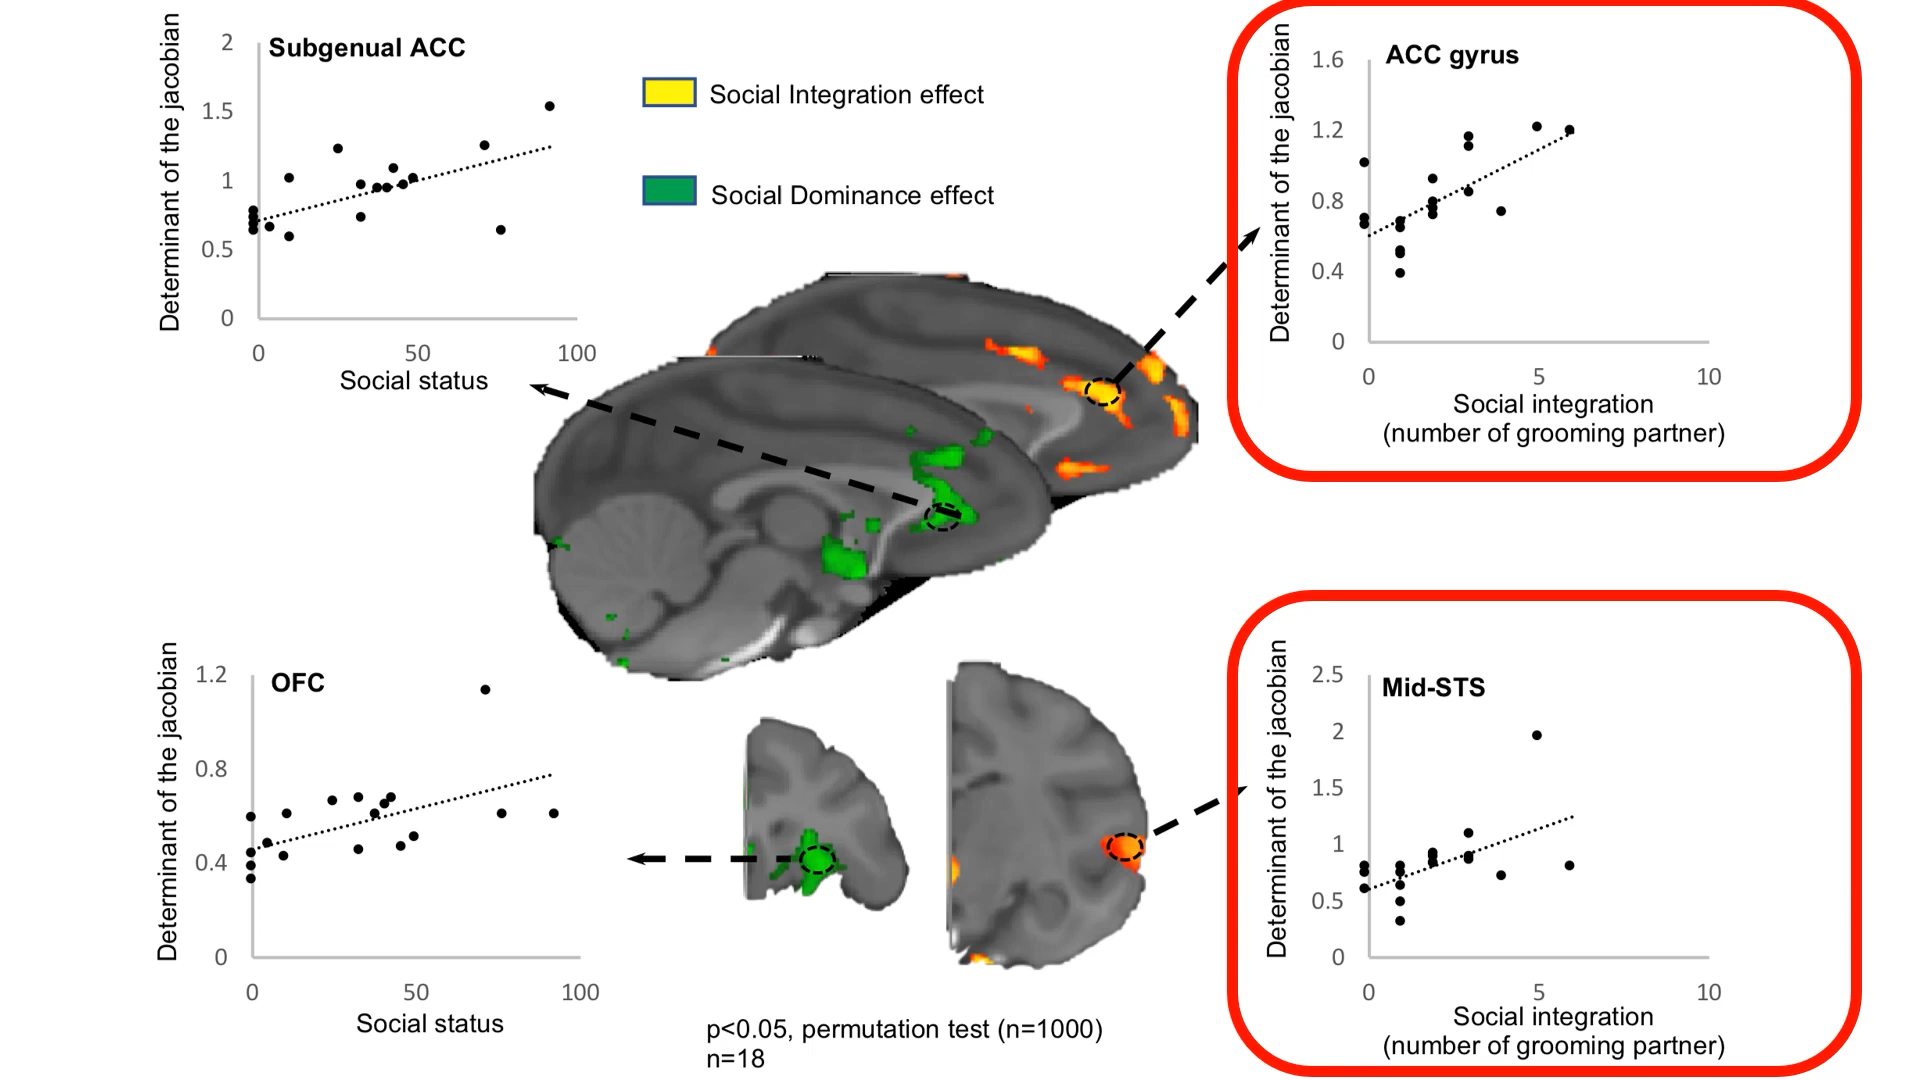 Subgenual ACC
Determinant of the jacobian
2
1.5
1
0.5
0
0
50
100
Social status
Social Integration effect
Social Dominance effect
ACC gyrus
Determinant of the jacobian
1.6
1.2
0.8
0.4
0
0
5
10
Social integration
(number of grooming partner)
OFC
Determinant of the jacobian
1.2
0.8
0.4
0
0
50
100
Social status
p<0.05, permutation test (n=1000)
n=18
Mid-STS
Determinant of the jacobian
2.5
2
1.5
1
0.5
0
0
5
10
Social integration
(number of grooming partner)